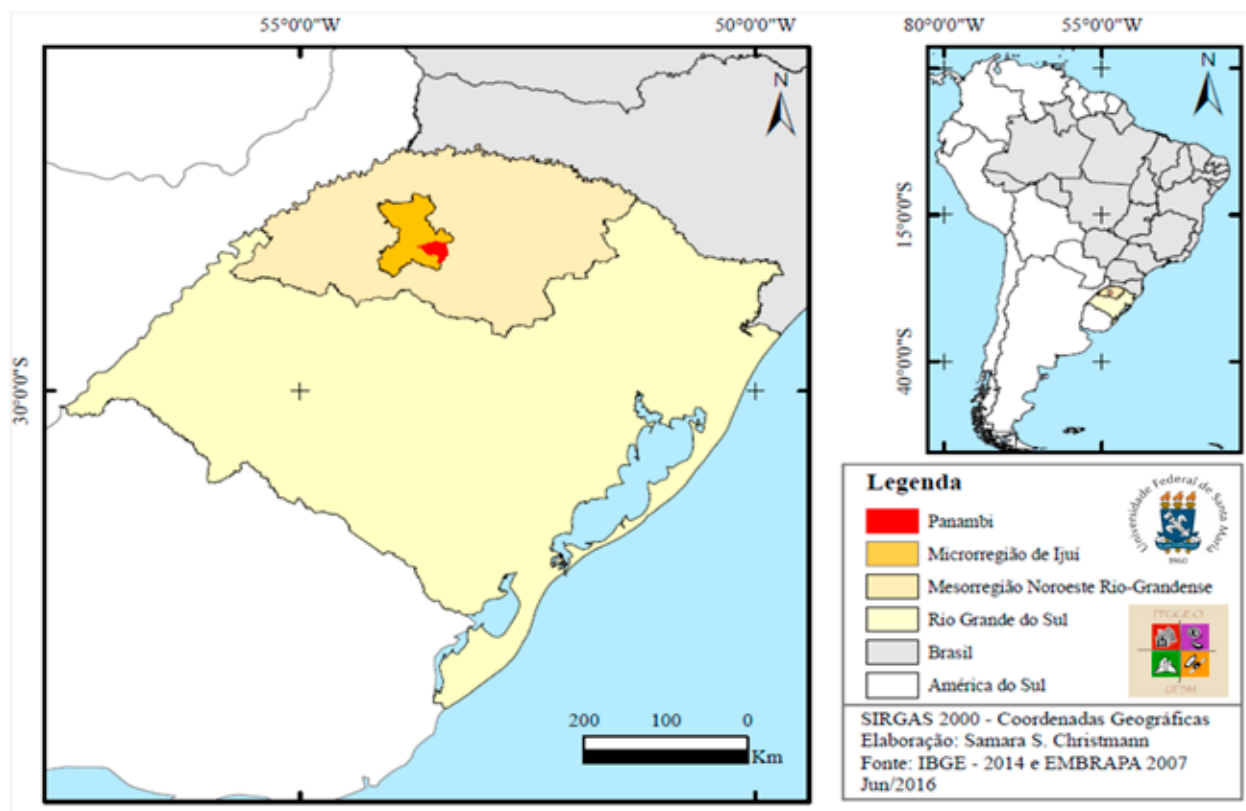 55°0'0"W
50°0'0"W
N
30°0'0"S
200 100 0
Km
80°0'0"W 55°0'0"W
N
15°0'0"S
40°0'0"S
Legenda
Panambi
Microrregião de Ijuí
Mesorregião Noroeste Rio-Grandense
Rio Grande do Sul
Brasil
América do Sul
Universidade Federal de Santa Maria
1960
PPGGEO
UFSM
SIRGAS 2000 - Coordenadas Geográficas
Elaboração: Samara S. Christmann
Fonte: IBGE - 2014 e EMBRAPA 2007
Jun/2016